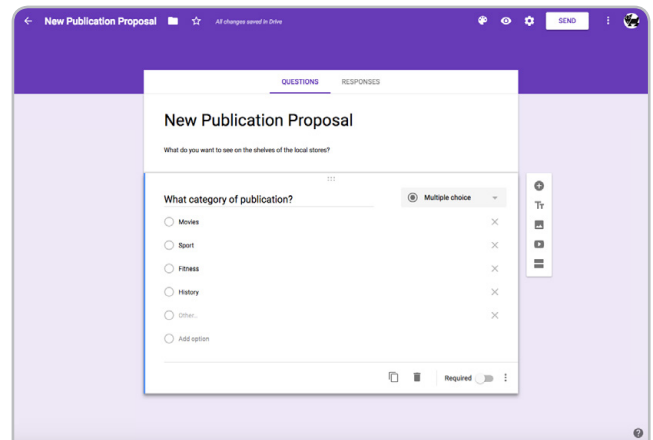 New Publication Proposal
All changes saved in Drive
SEND
QUESTIONS RESPONSES
New Publication Proposal
What do you want to see on the shelves of the local stores?
What category of publication?
Multiple choice
Movies
Sport
Fitness
History
Other...
Add option
Required
Tт